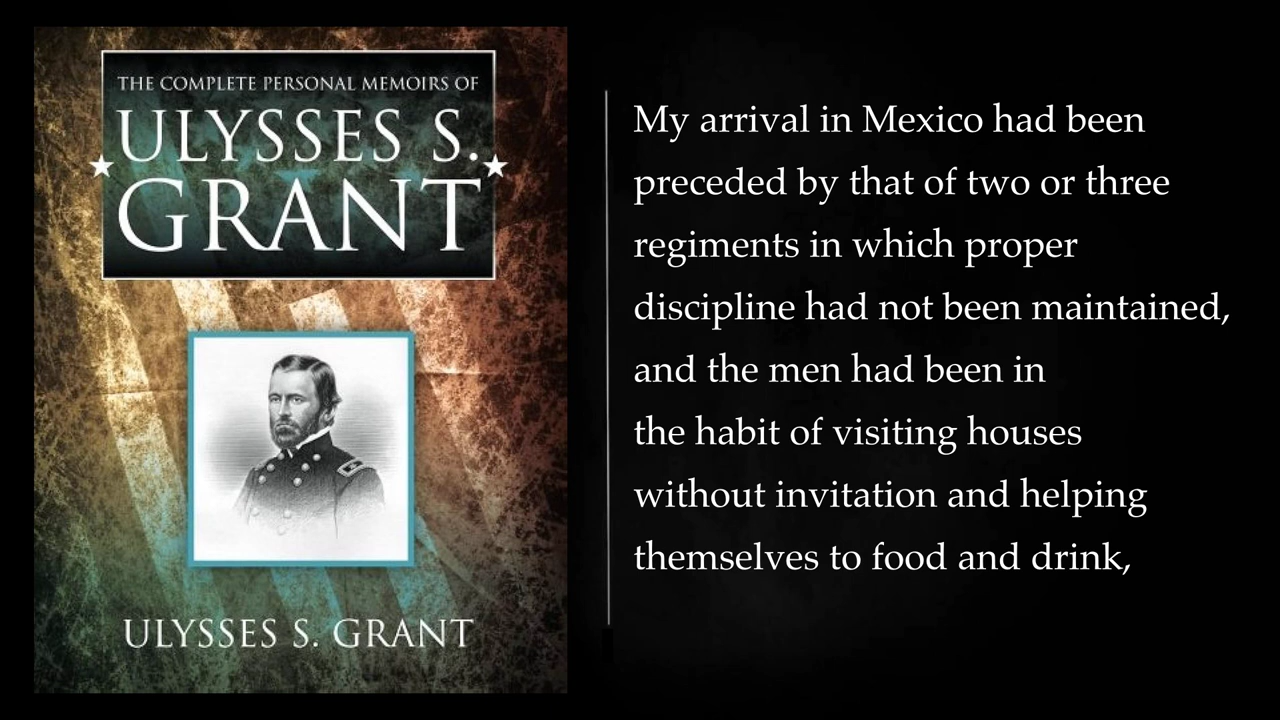 THE COMPLETE PERSONAL MEMOIRS OF
ULYSSES S.
GRANT
ULYSSES S. GRANT
My arrival in Mexico had been
preceded by that of two or three
regiments in which proper
discipline had not been maintained,
and the men had been in
the habit of visiting houses
without invitation and helping
themselves to food and drink,